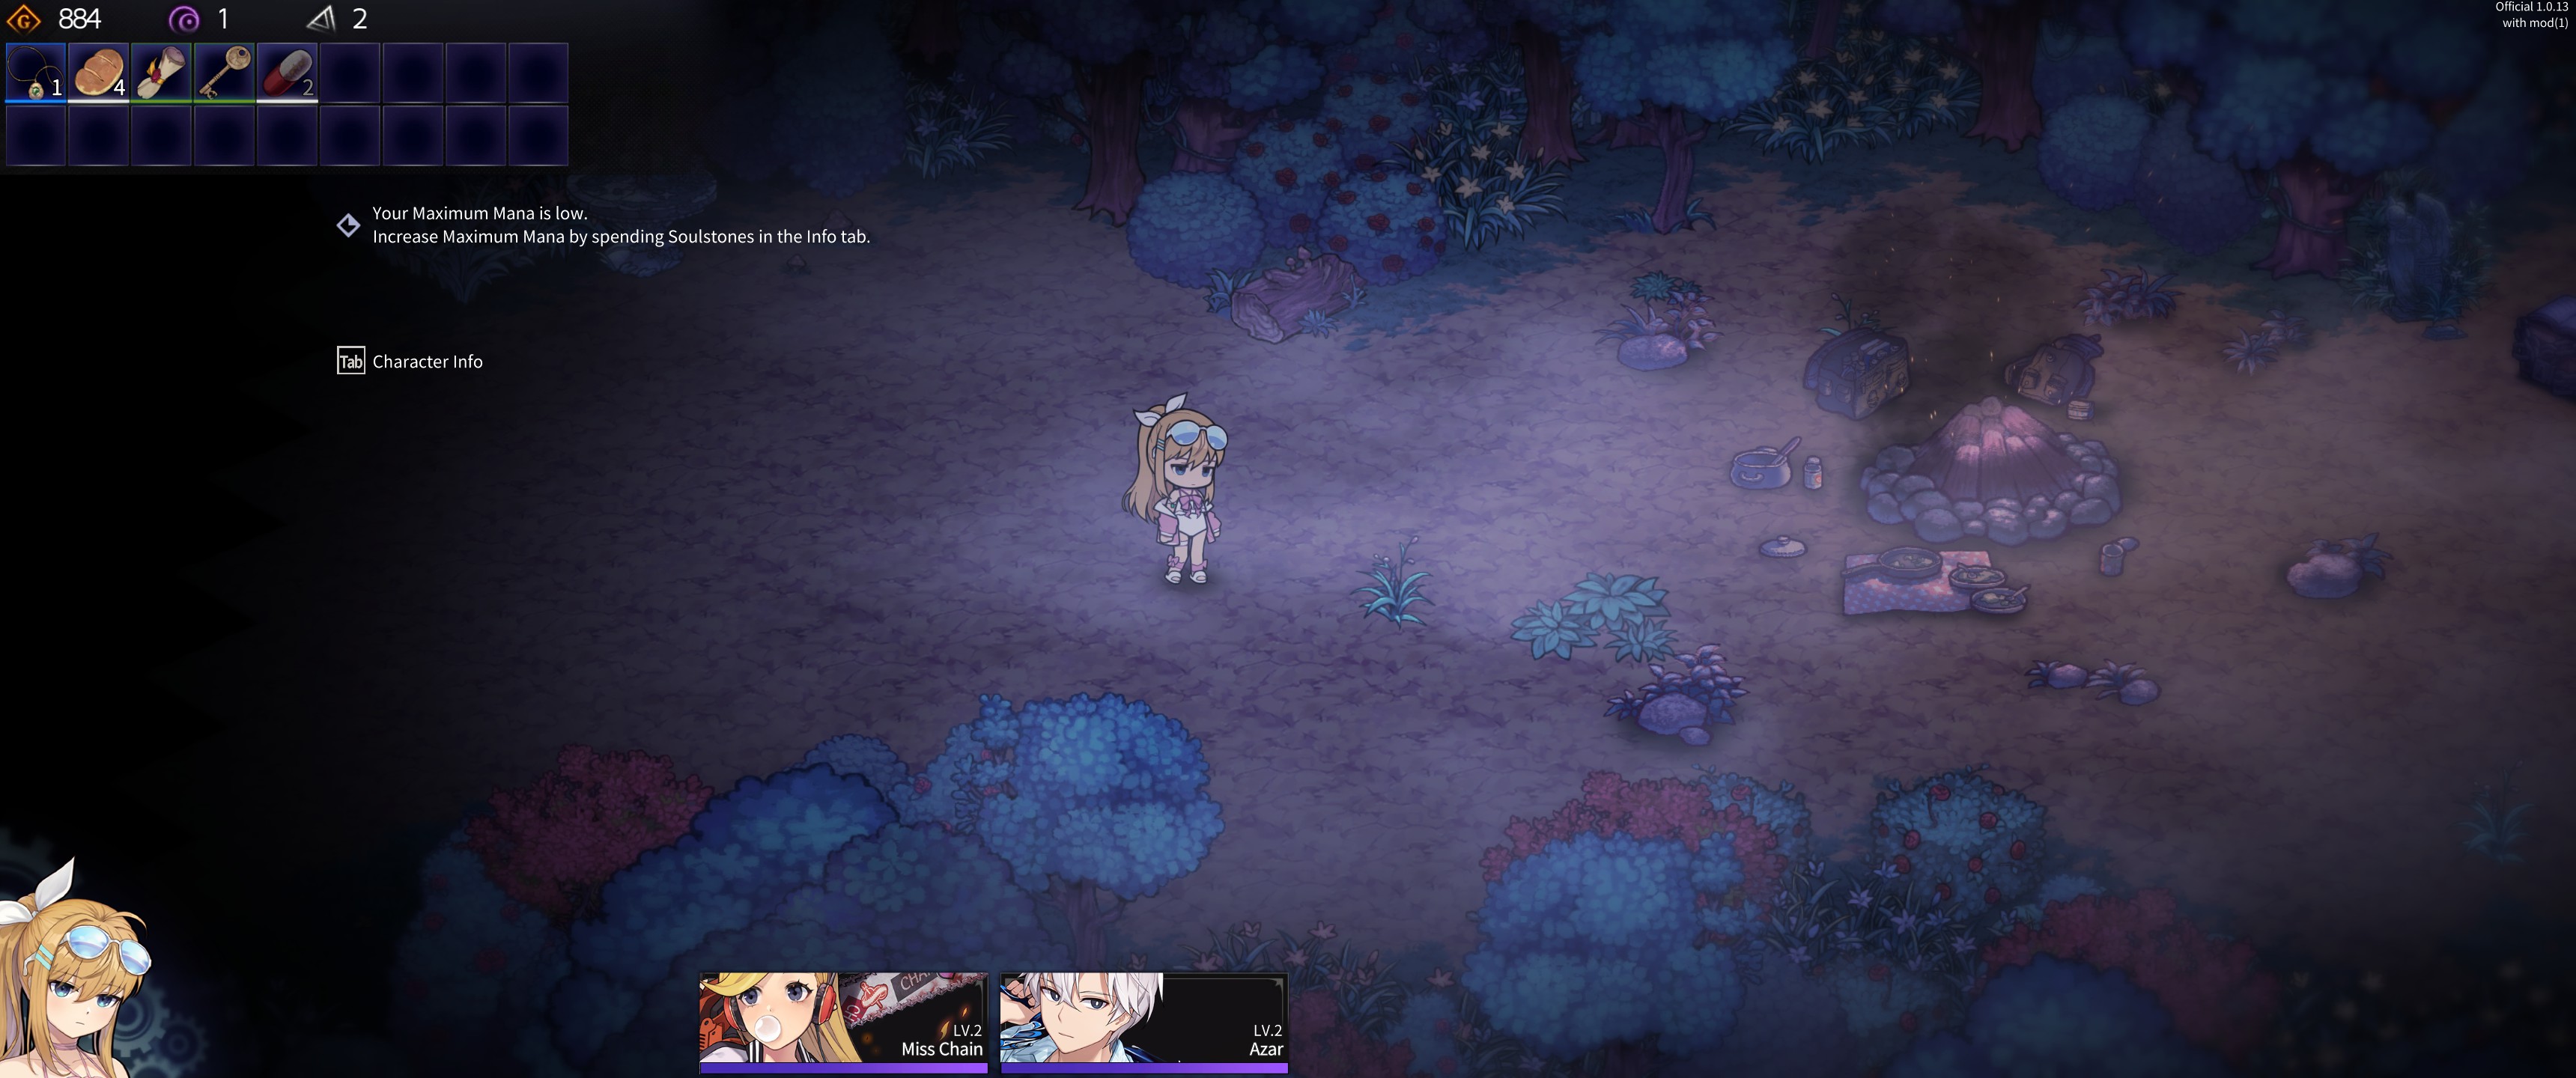 G 884 1 2
Official 1.0.13
with mod(1)
1 4 2
Your Maximum Mana is low.
Increase Maximum Mana by spending Soulstones in the Info tab.
Tab Character Info
CHA
LV.2
Miss Chain
LV.2
Azar